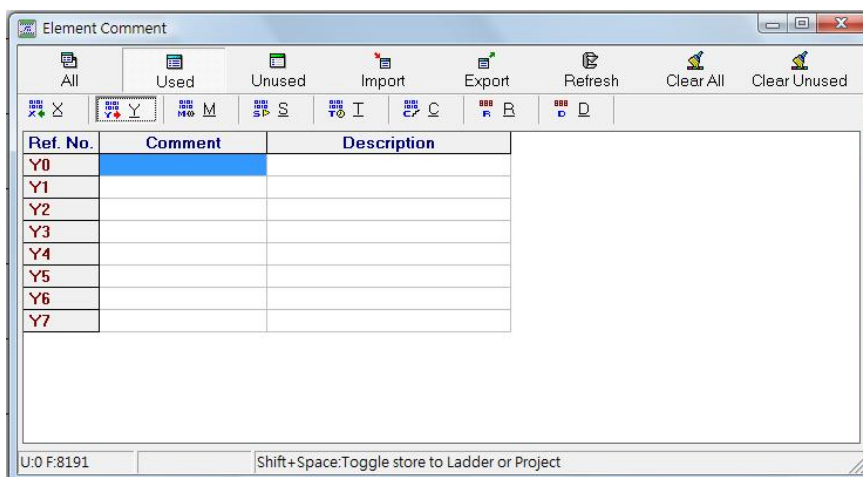 Element Comment
All Used Unused Import Export Refresh Clear All Clear Unused
X Y M S T C R D
Ref. No. Comment Description
Y0
Y1
Y2
Y3
Y4
Y5
Y6
Y7
U:0 F:8191 Shift+Space:Toggle store to Ladder or Project